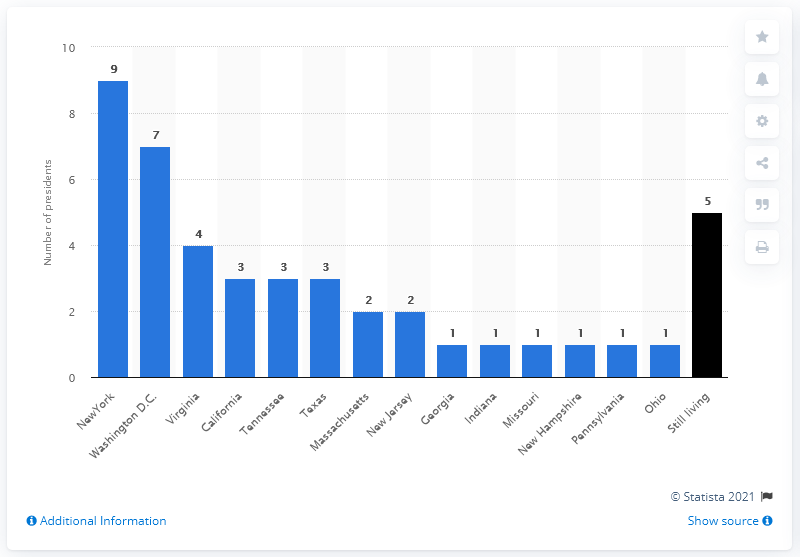 Number of presidents
10
8
6
4
2
0
9
7
4
3
3
3
2
2
1
1
1
1
1
1
5
NewYork
Washington D.C.
Virginia
California
Tennessee
Texas
Massachusetts
New Jersey
Georgia
Indiana
Missouri
New Hampshire
Pennsylvania
Ohio
Still living
© Statista 2021
Additional Information
Show source